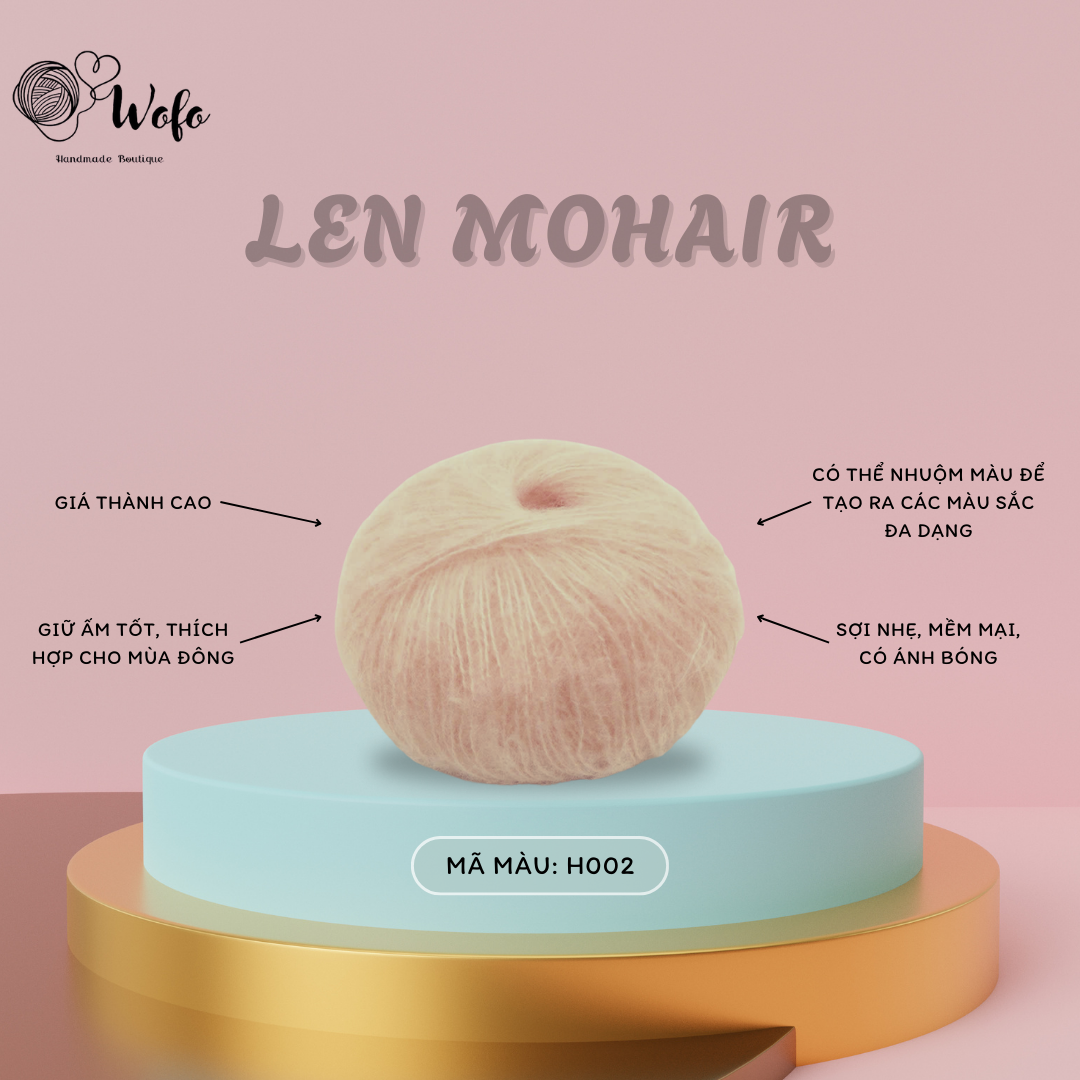 Wofo
Handmade Boutique
LEN MOHAIR
GIÁ THÀNH CAO
CÓ THỂ NHUỘM MÀU ĐỂ
TẠO RA CÁC MÀU SẮC
ĐA DẠNG
GIỮ ẤM TỐT, THÍCH
HỢP CHO MÙA ĐÔNG
SỢI NHẸ, MỀM MẠI,
CÓ ÁNH BÓNG
MÃ MÀU: H002